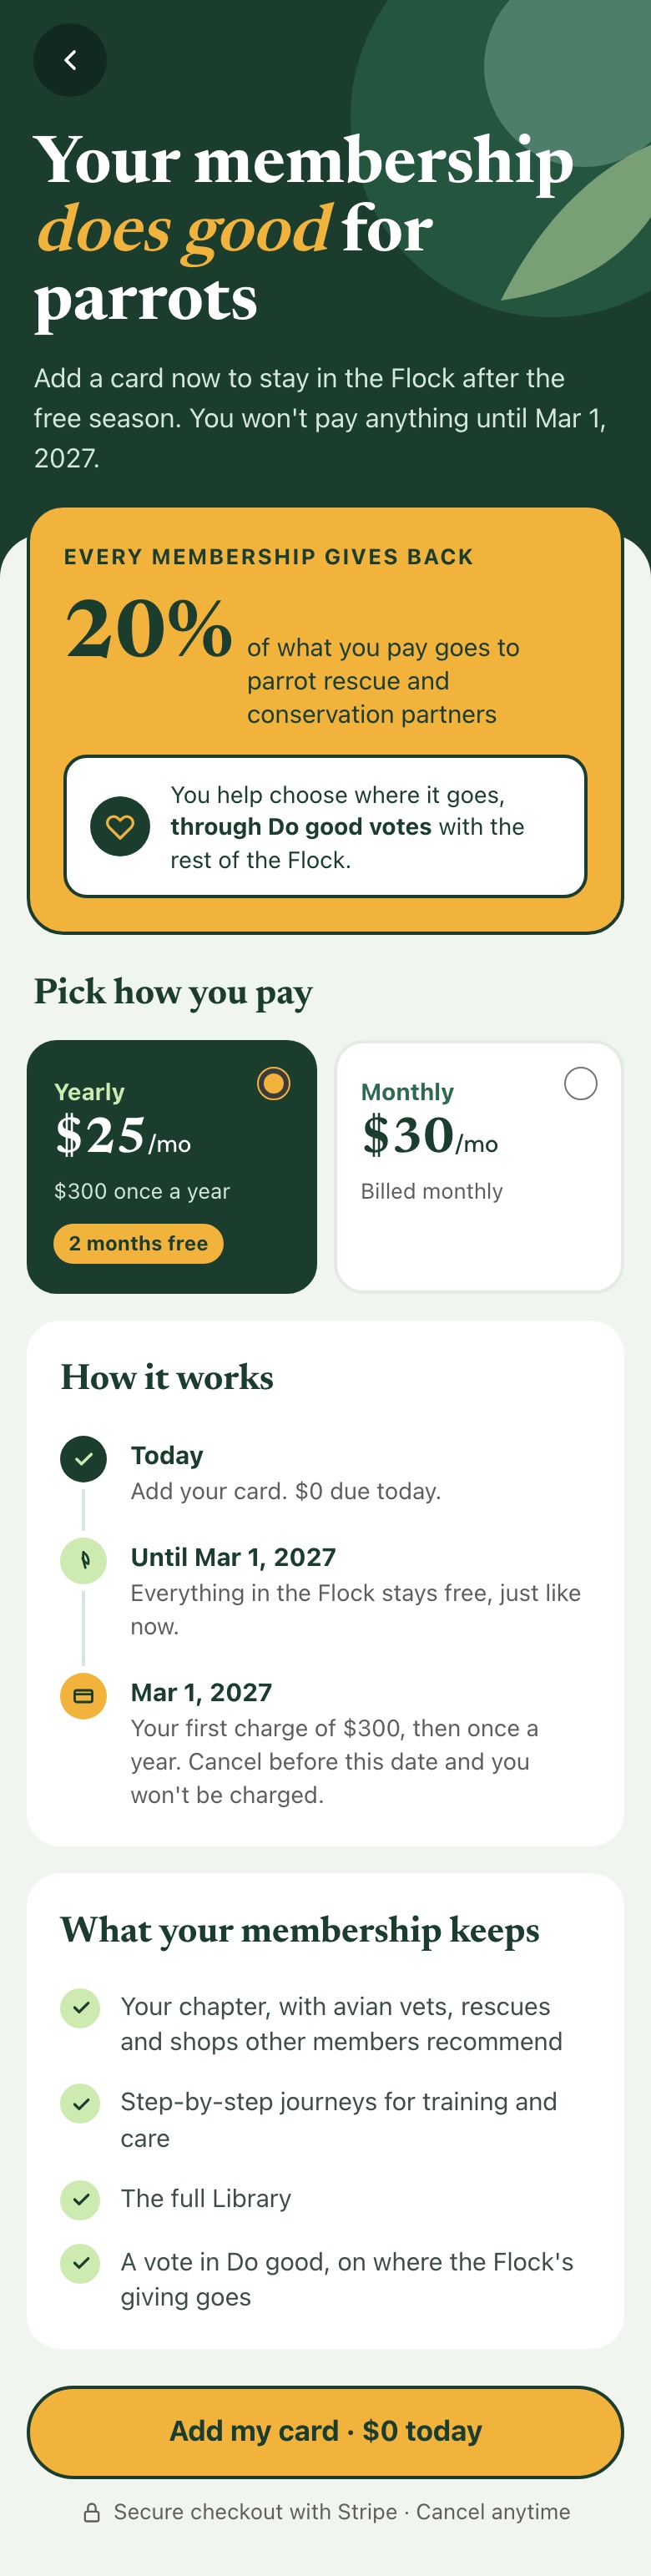 Your membership
does good for
parrots
Add a card now to stay in the Flock after the
free season. You won't pay anything until Mar 1,
2027.
EVERY MEMBERSHIP GIVES BACK
20% of what you pay goes to
parrot rescue and
conservation partners
You help choose where it goes,
through Do good votes with the
rest of the Flock.
Pick how you pay
Yearly
$25/mo
$300 once a year
2 months free
Monthly
$30/mo
Billed monthly
How it works
Today
Add your card. $0 due today.
Until Mar 1, 2027
Everything in the Flock stays free, just like
now.
Mar 1, 2027
Your first charge of $300, then once a
year. Cancel before this date and you
won't be charged.
What your membership keeps
Your chapter, with avian vets, rescues
and shops other members recommend
Step-by-step journeys for training and
care
The full Library
A vote in Do good, on where the Flock's
giving goes
Add my card · $0 today
Secure checkout with Stripe · Cancel anytime